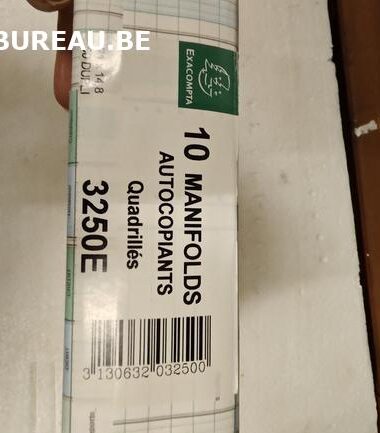 BUREAU.BE
EXACOMPTA
10 MANIFOLDS
AUTOCOPIANTS
Quadrillés
3250E
3 130632 032500